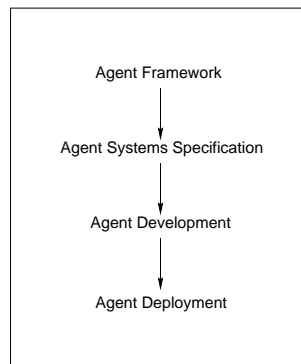 Agent Framework
Agent Systems Specification
Agent Development
Agent Deployment